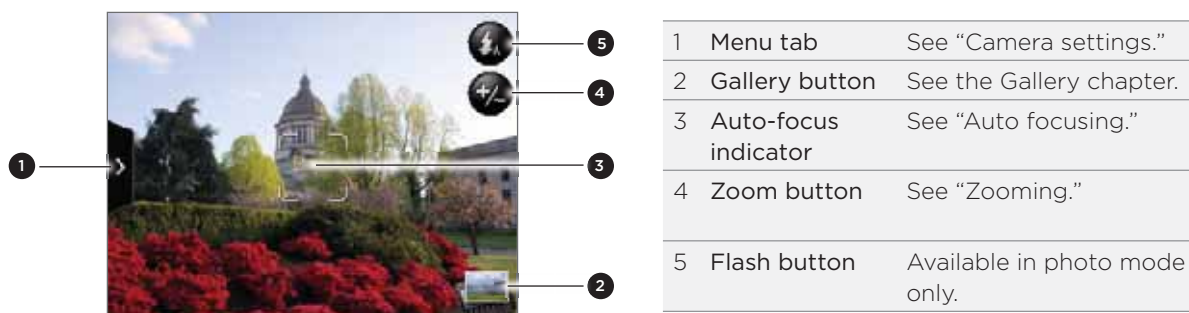 5
4
1
3
2
1 Menu tab See “Camera settings.”
2 Gallery button See the Gallery chapter.
3 Auto-focus indicator See “Auto focusing.”
4 Zoom button See “Zooming.”
5 Flash button Available in photo mode only.